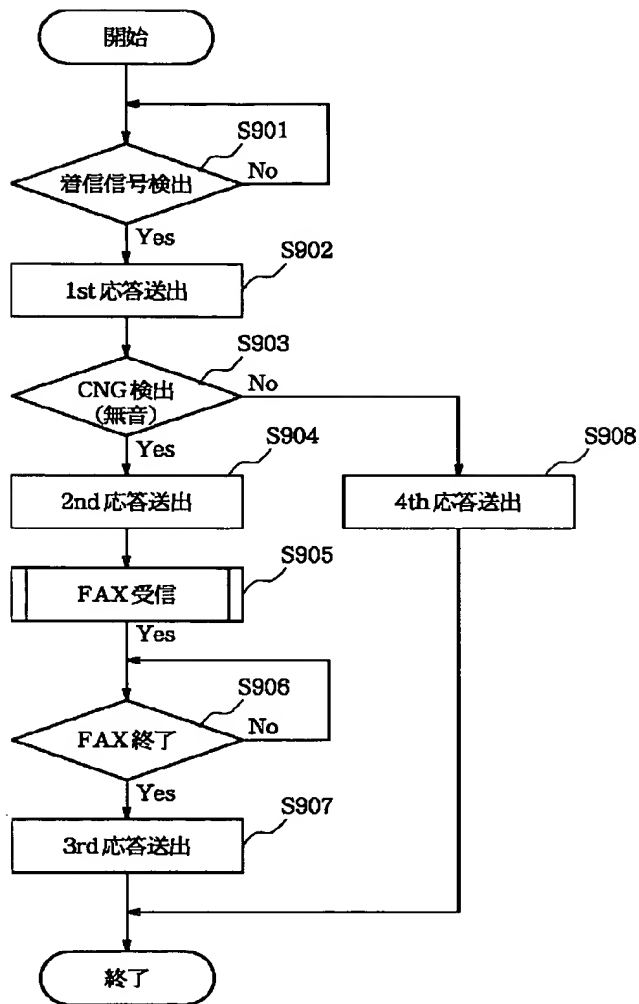 開始
S901
着信信号検出
No
Yes
S902
1st 応答送出
S903
CNG 検出
(無音)
No
Yes
S904
2nd 応答送出
S908
4th 応答送出
S905
FAX 受信
Yes
S906
FAX 終了
No
Yes
S907
3rd 応答送出
終了